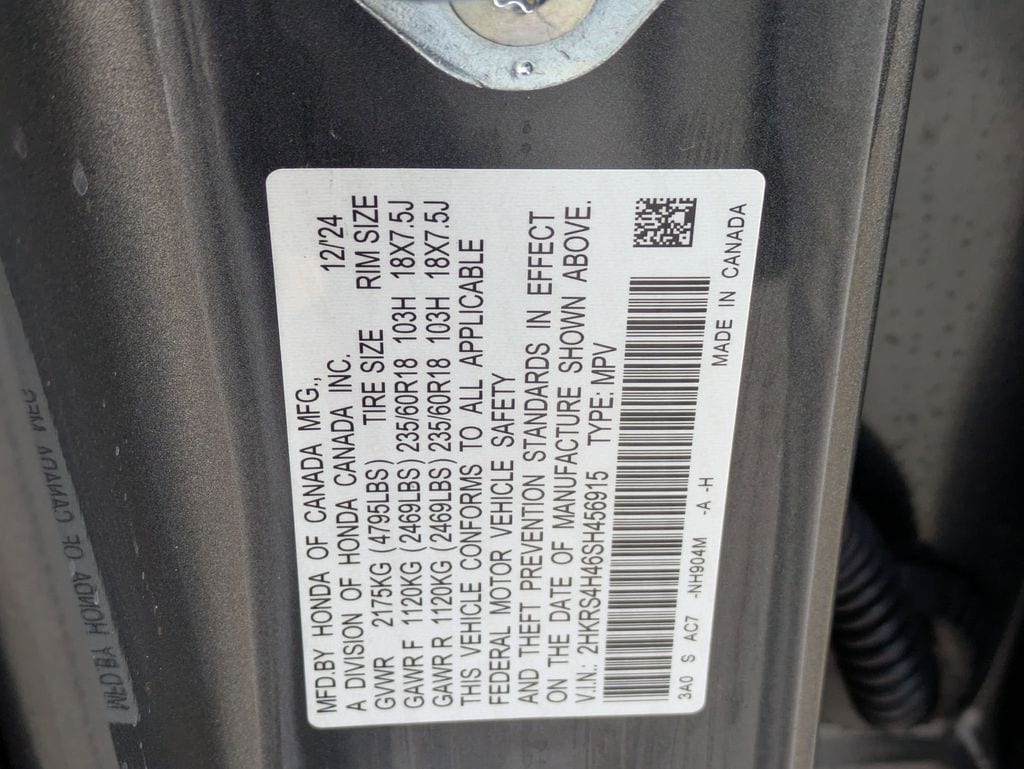 MFD.BY HONDA OF CANADA MFG.,
A DIVISION OF HONDA CANADA INC. 12/'24
GVWR 2175KG (4795LBS) TIRE SIZE RIM SIZE
GAWR F 1120KG (2469LBS) 235/60R18 103H 18X7.5J
GAWR R 1120KG (2469LBS) 235/60R18 103H 18X7.5J
THIS VEHICLE CONFORMS TO ALL APPLICABLE
FEDERAL MOTOR VEHICLE SAFETY
AND THEFT PREVENTION STANDARDS IN EFFECT
ON THE DATE OF MANUFACTURE SHOWN ABOVE.
V.I.N.: 2HKRS4H46SH456915 TYPE: MPV
3A0 S AC7 -NH904M -A -H
MADE IN CANADA